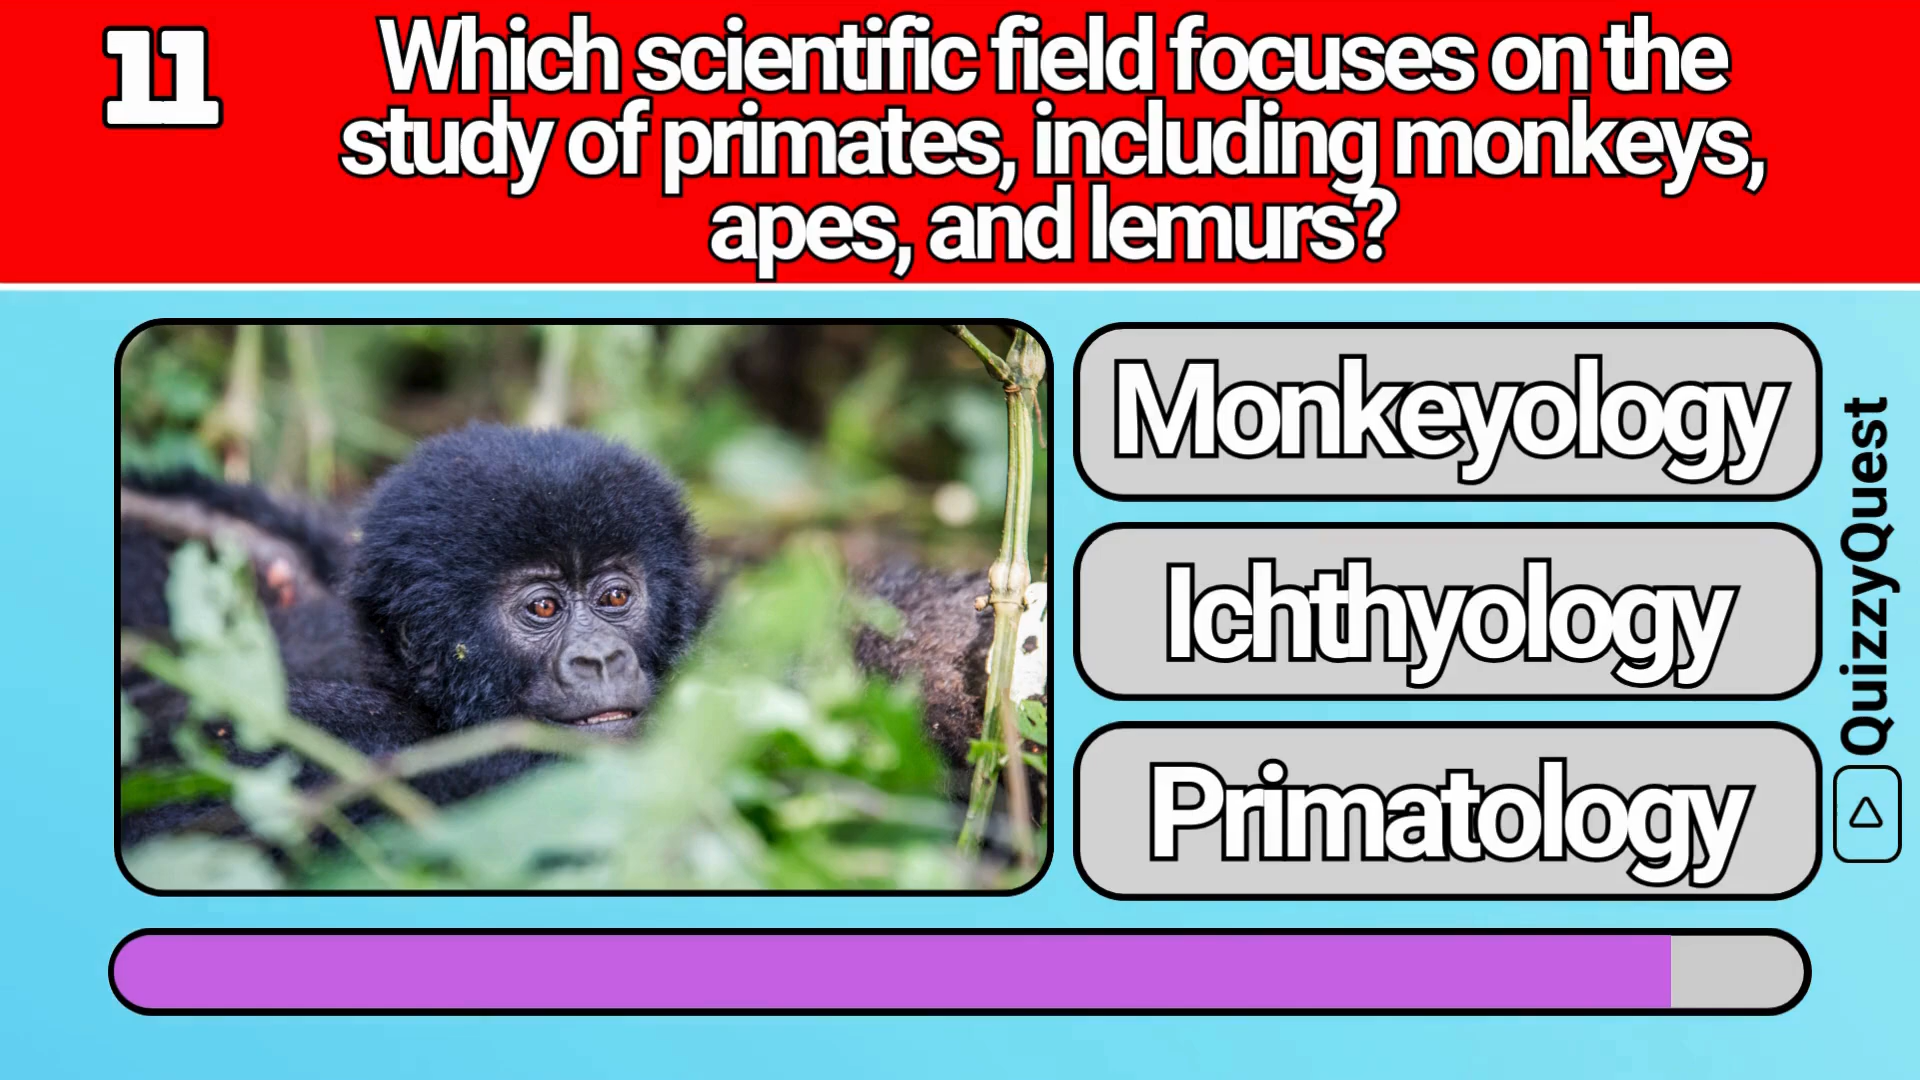 11
Which scientific field focuses on the
study of primates, including monkeys,
apes, and lemurs?
Monkeyology
Ichthyology
Primatology
QuizzyQuest